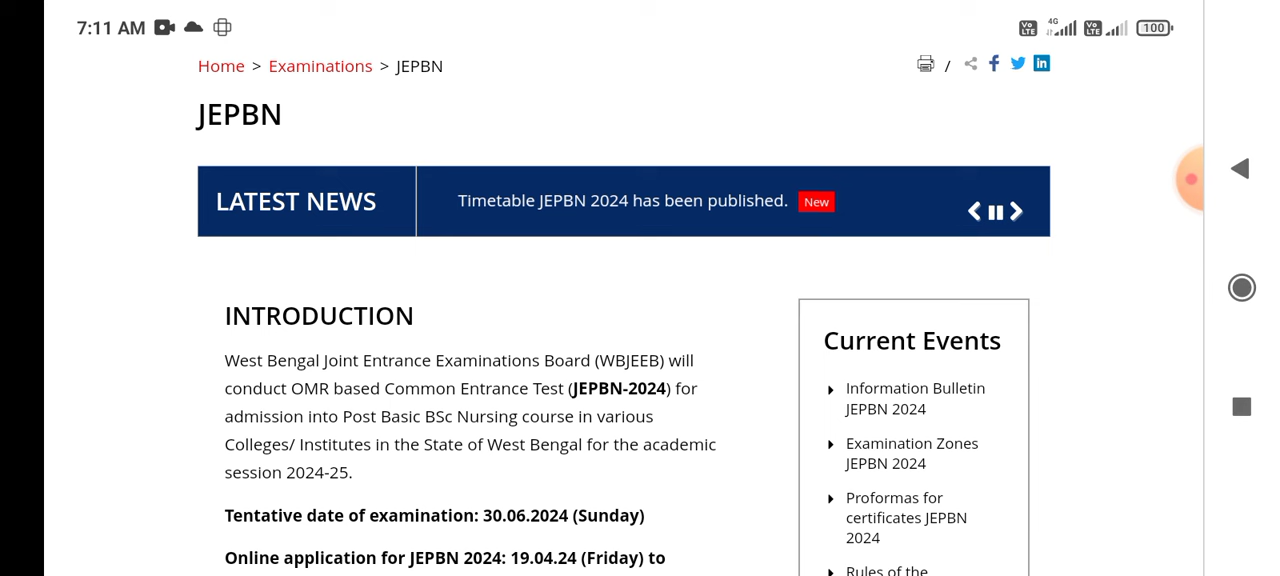 7:11 AM
Vo LTE 4G Vo LTE 100
Home > Examinations > JEPBN
/ f in
JEPBN
LATEST NEWS Timetable JEPBN 2024 has been published. New
INTRODUCTION
West Bengal Joint Entrance Examinations Board (WBJEEB) will
conduct OMR based Common Entrance Test (JEPBN-2024) for
admission into Post Basic BSc Nursing course in various
Colleges/ Institutes in the State of West Bengal for the academic
session 2024-25.
Tentative date of examination: 30.06.2024 (Sunday)
Online application for JEPBN 2024: 19.04.24 (Friday) to
Current Events
Information Bulletin
JEPBN 2024
Examination Zones
JEPBN 2024
Proformas for
certificates JEPBN
2024
Rules of the